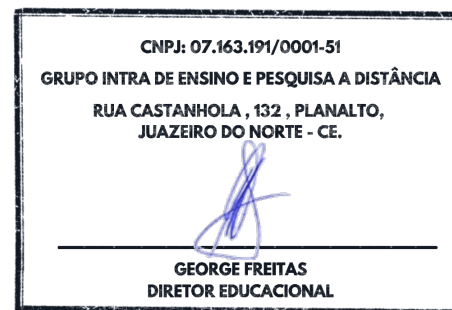 CNPJ: 07.163.191/0001-51
GRUPO INTRA DE ENSINO E PESQUISA A DISTÂNCIA
RUA CASTANHOLA , 132 , PLANALTO,
JUAZEIRO DO NORTE - CE.
GEORGE FREITAS
DIRETOR EDUCACIONAL